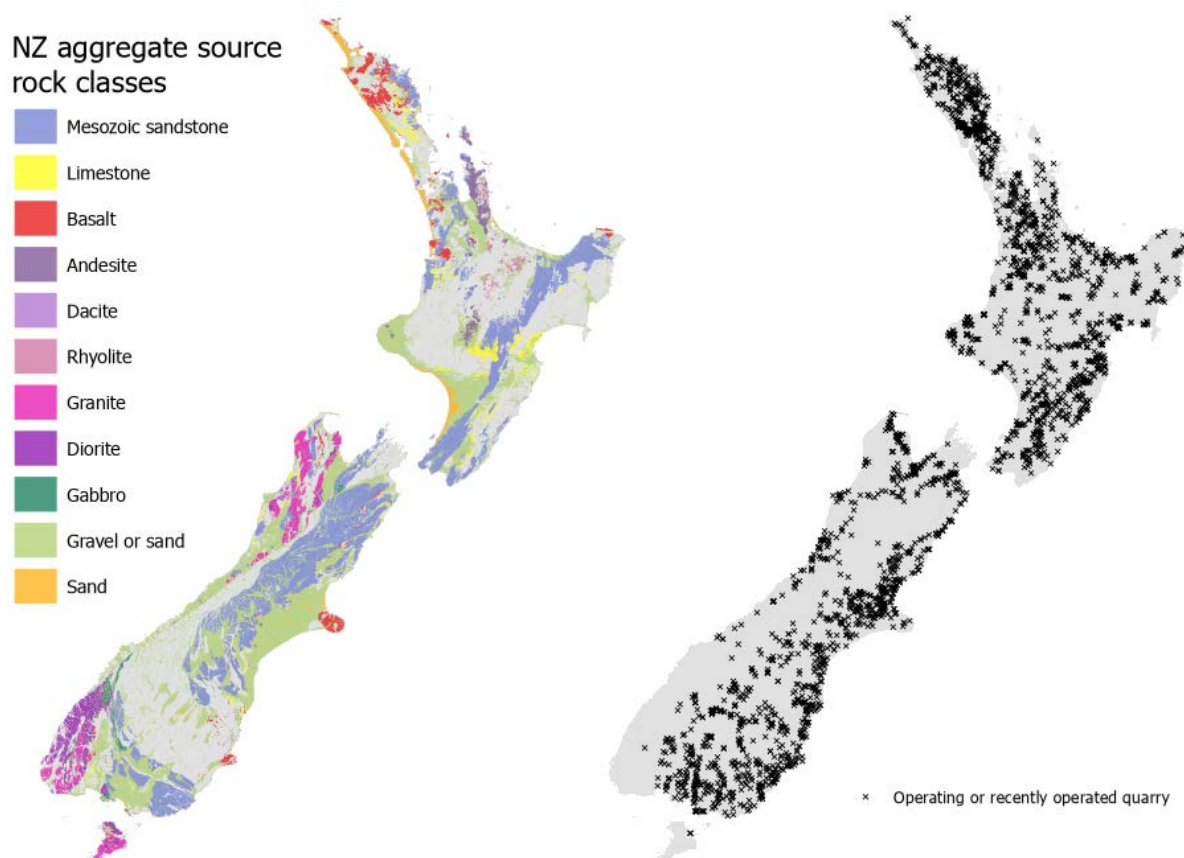 NZ aggregate source
rock classes
Mesozoic sandstone
Limestone
Basalt
Andesite
Dacite
Rhyolite
Granite
Diorite
Gabbro
Gravel or sand
Sand
× Operating or recently operated quarry